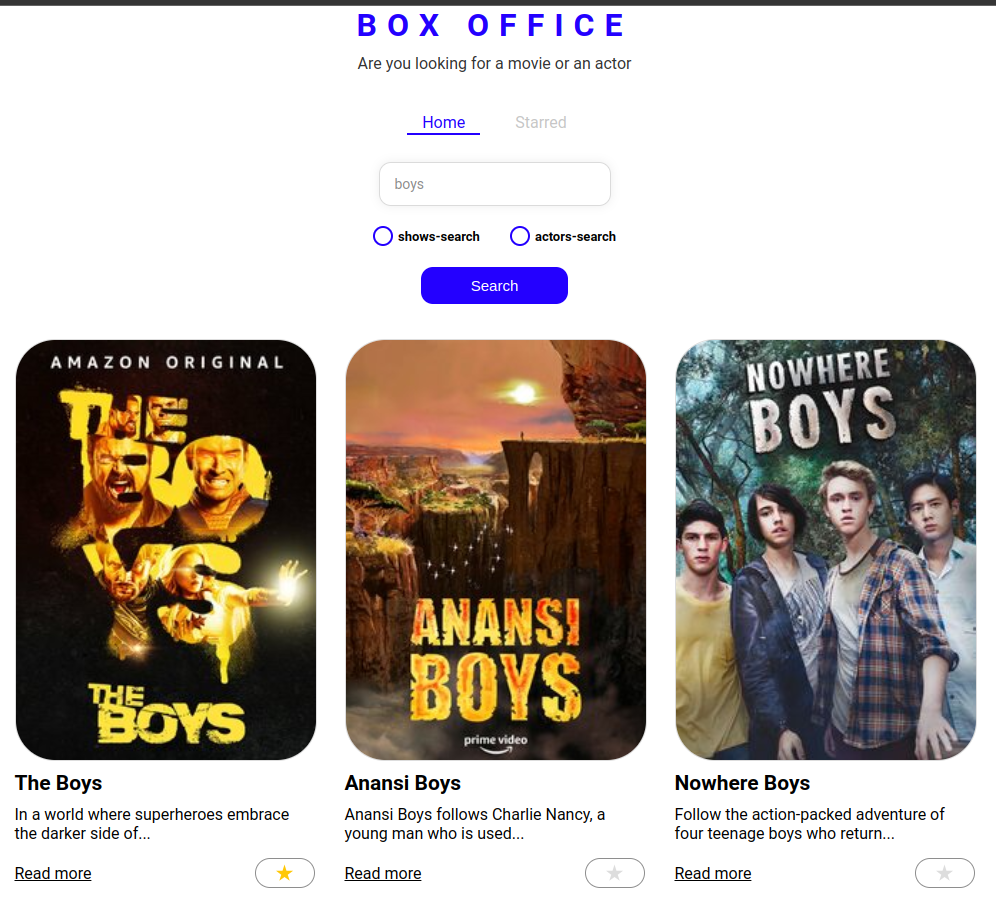 BOX OFFICE
Are you looking for a movie or an actor
Home Starred
boys
shows-search actors-search
Search
AMAZON ORIGINAL
THE
BO
YS
THE
BOYS
ANANSI
BOYS
prime video
NOWHERE
BOYS
The Boys
In a world where superheroes embrace
the darker side of...
Read more
Anansi Boys
Anansi Boys follows Charlie Nancy, a
young man who is used...
Read more
Nowhere Boys
Follow the action-packed adventure of
four teenage boys who return...
Read more